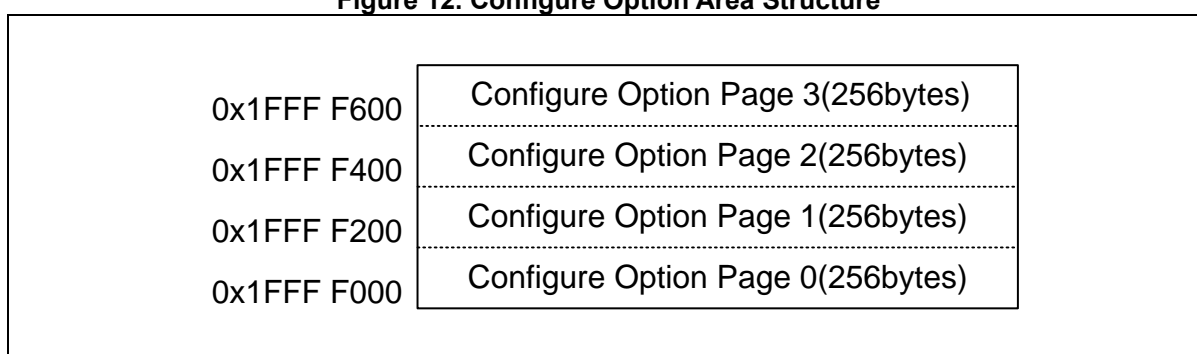 Figure 12. Configure Option Area Structure
0x1FFF F600 Configure Option Page 3(256bytes)
0x1FFF F400 Configure Option Page 2(256bytes)
0x1FFF F200 Configure Option Page 1(256bytes)
0x1FFF F000 Configure Option Page 0(256bytes)